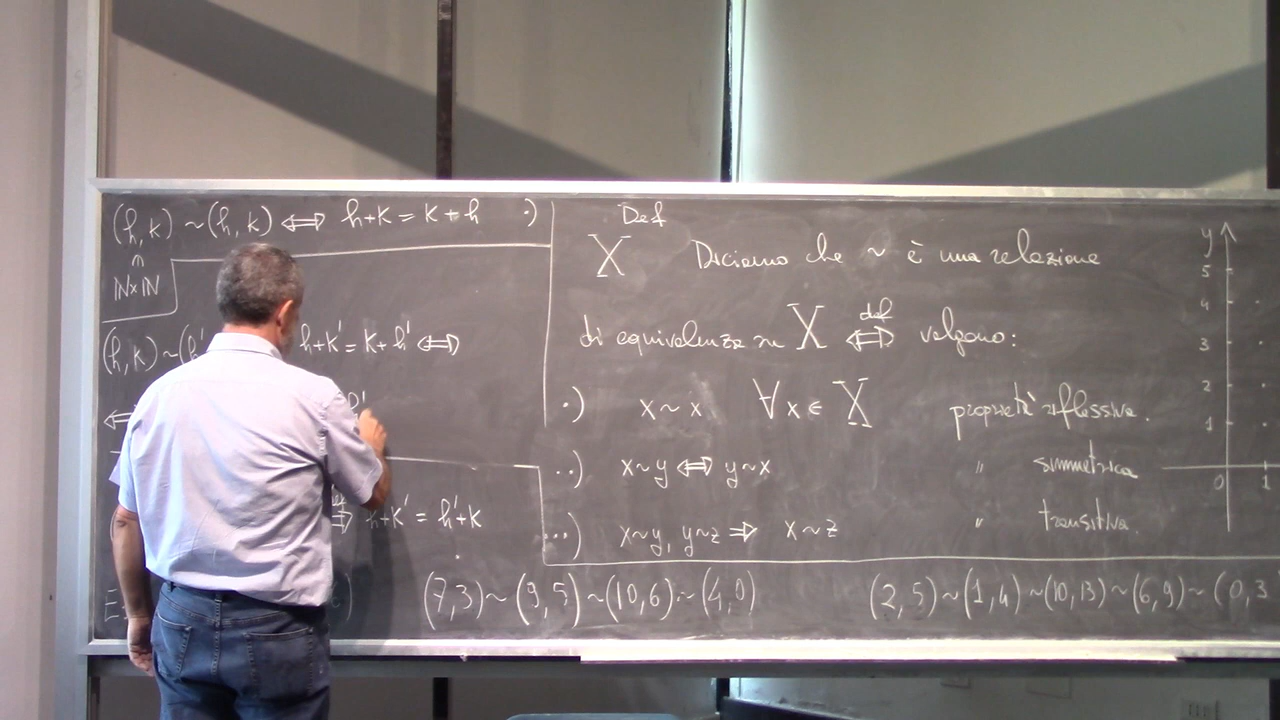 (h,k) ~ (h,k) ⟺ h+k = k+h ·)
∩
ℕ×ℕ
(h,k) ~ (h' h+k' = k+h' ⟺
⟸ h'
⇒ h+k' = h'+k
Def
X Diciamo che ~ è una relazione
di equivalenza su X ⟺ def valgono:
·) x~x ∀x∈X proprietà riflessiva.
··) x~y ⟺ y~x " simmetrica
···) x~y, y~z ⇒ x~z " transitiva.
(7,3)~(9,5)~(10,6)~(4,0)
(2,5)~(1,4)~(10,13)~(6,9)~(0,3
y
5
4
3
2
1
0 1